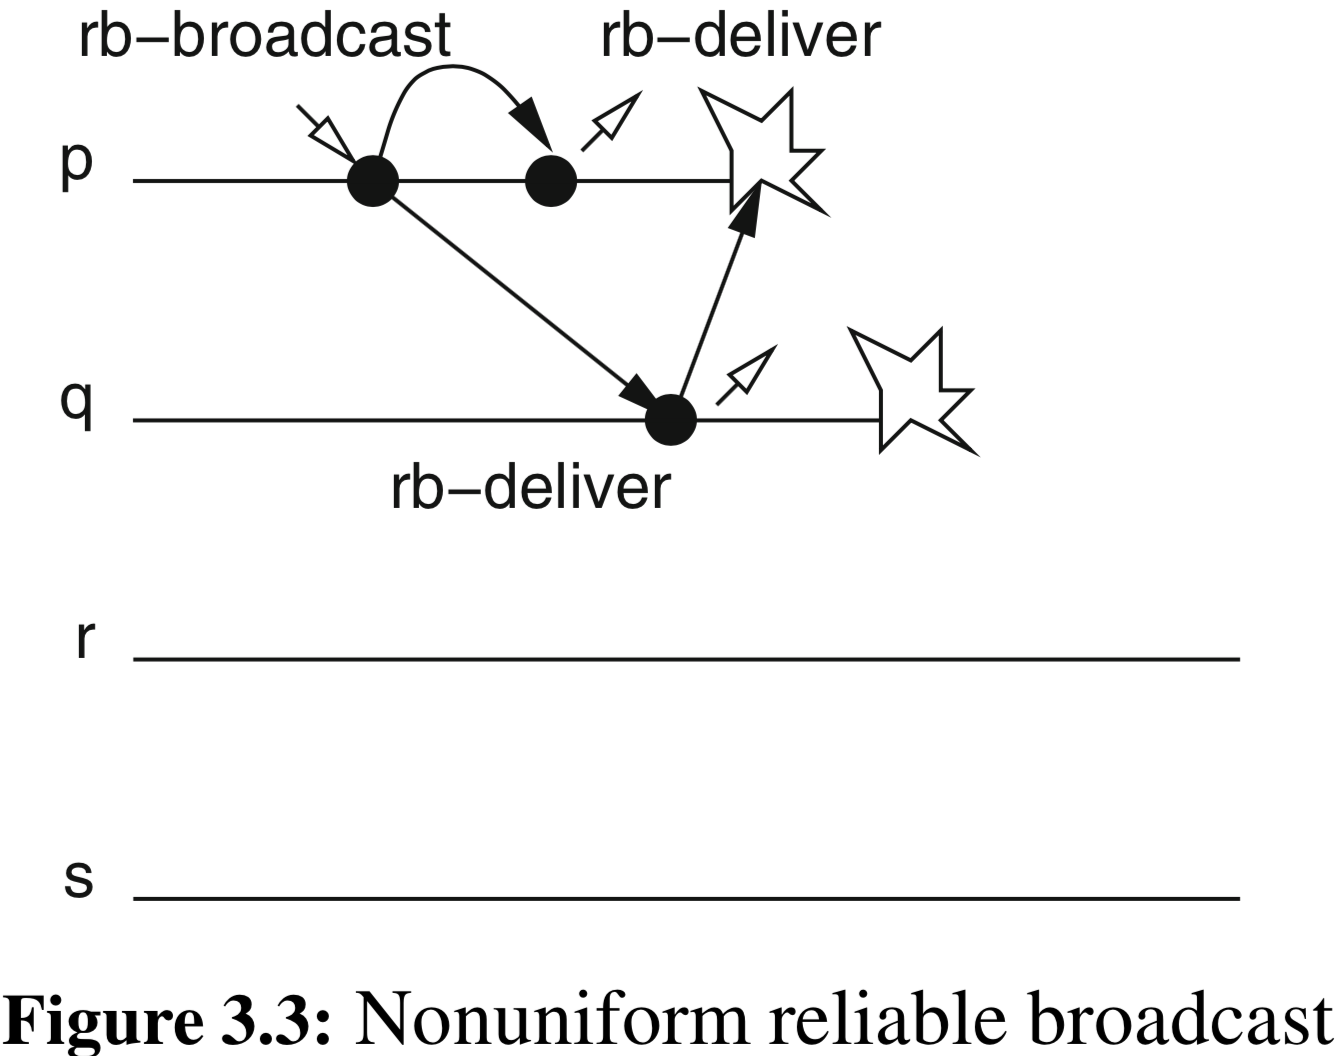 rb–broadcast rb–deliver
p
q
rb–deliver
r
s
Figure 3.3: Nonuniform reliable broadcast